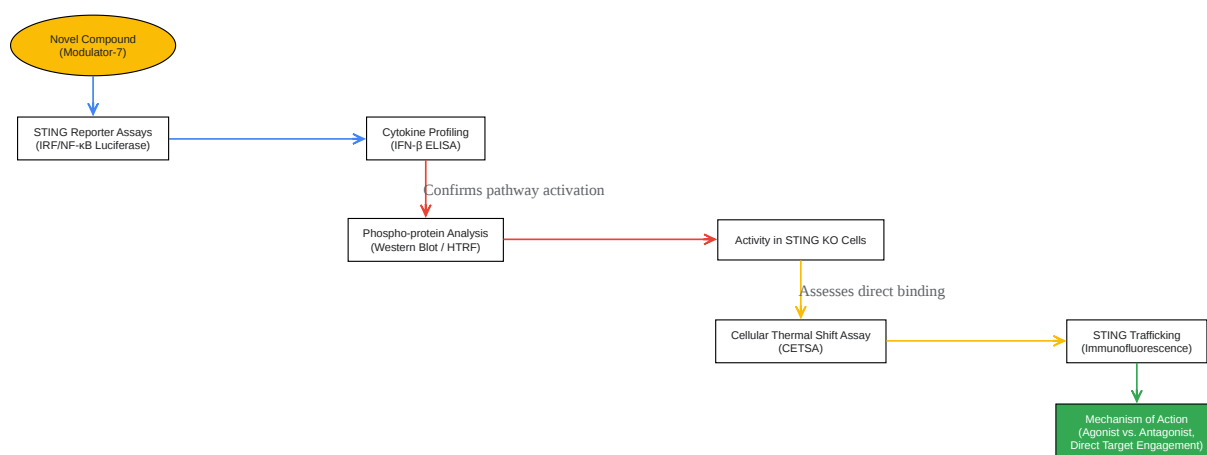 Novel Compound
(Modulator-7)
STING Reporter Assays
(IRF/NF-κB Luciferase)
Cytokine Profiling
(IFN-β ELISA)
Confirms pathway activation
Phospho-protein Analysis
(Western Blot / HTRF)
Activity in STING KO Cells
Assesses direct binding
Cellular Thermal Shift Assay
(CETSA)
STING Trafficking
(Immunofluorescence)
Mechanism of Action
(Agonist vs. Antagonist,
Direct Target Engagement)